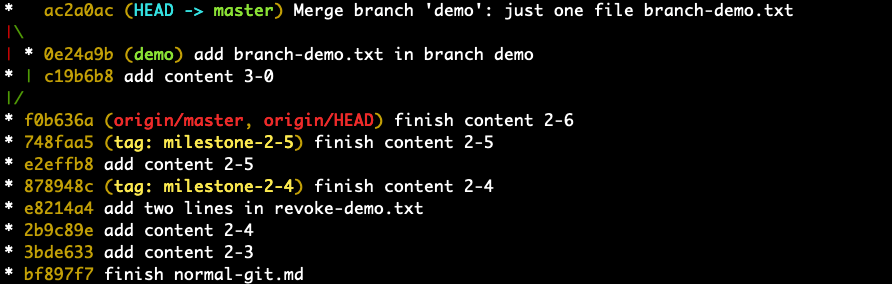 *   ac2a0ac (HEAD -> master) Merge branch 'demo': just one file branch-demo.txt
|\
| * 0e24a9b (demo) add branch-demo.txt in branch demo
* | c19b6b8 add content 3-0
|/
* f0b636a (origin/master, origin/HEAD) finish content 2-6
* 748faa5 (tag: milestone-2-5) finish content 2-5
* e2effb8 add content 2-5
* 878948c (tag: milestone-2-4) finish content 2-4
* e8214a4 add two lines in revoke-demo.txt
* 2b9c89e add content 2-4
* 3bde633 add content 2-3
* bf897f7 finish normal-git.md